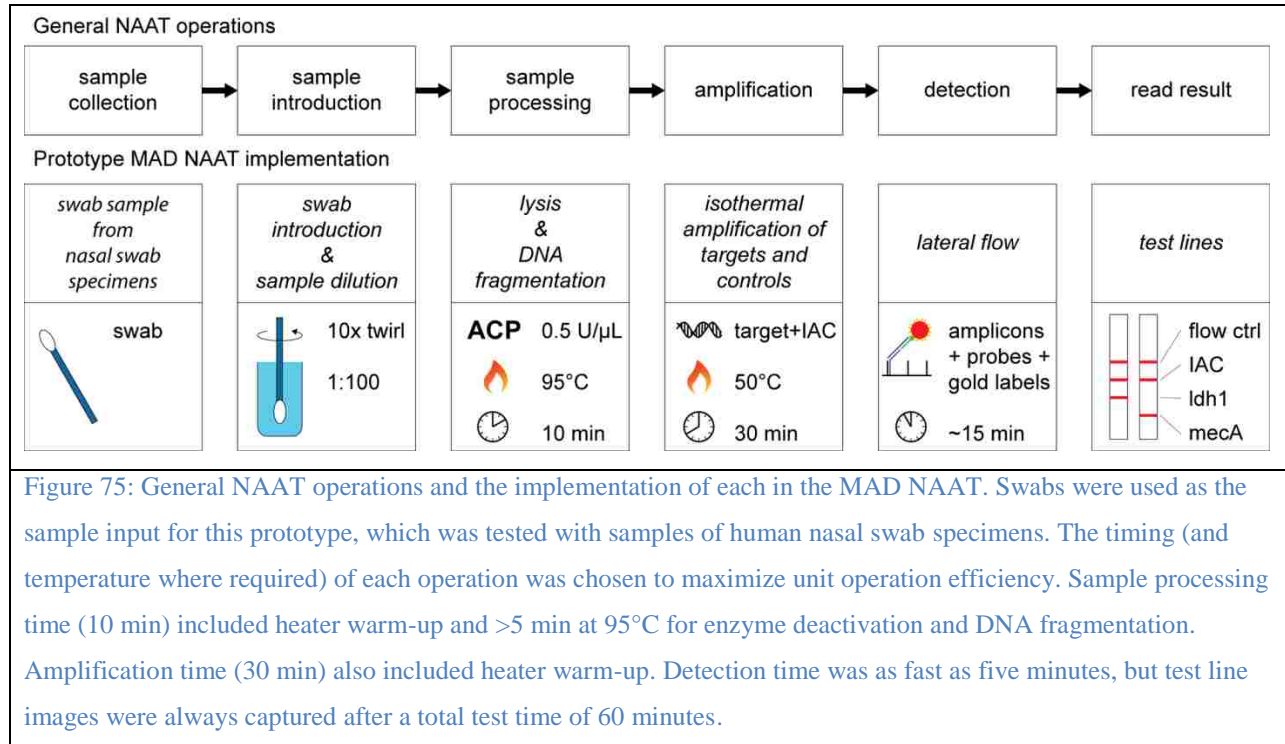 General NAAT operations
sample
collection
sample
introduction
sample
processing
amplification
detection
read result
Prototype MAD NAAT implementation
swab sample
from
nasal swab
specimens
swab
introduction
&
sample dilution
lysis
&
DNA
fragmentation
isothermal
amplification of
targets and
controls
lateral flow
test lines
swab
10x twirl
1:100
ACP 0.5 U/µL
95°C
10 min
target+IAC
50°C
30 min
amplicons
+ probes +
gold labels
~15 min
flow ctrl
IAC
ldh1
mecA
Figure 75: General NAAT operations and the implementation of each in the MAD NAAT. Swabs were used as the
sample input for this prototype, which was tested with samples of human nasal swab specimens. The timing (and
temperature where required) of each operation was chosen to maximize unit operation efficiency. Sample processing
time (10 min) included heater warm-up and >5 min at 95°C for enzyme deactivation and DNA fragmentation.
Amplification time (30 min) also included heater warm-up. Detection time was as fast as five minutes, but test line
images were always captured after a total test time of 60 minutes.